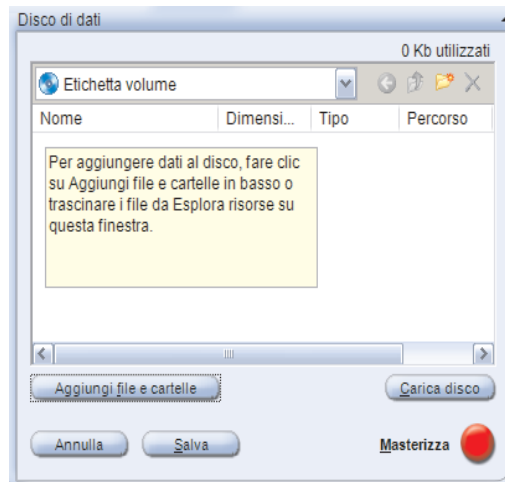 Disco di dati
0 Kb utilizzati
Etichetta volume
Nome Dimensi... Tipo Percorso
Per aggiungere dati al disco, fare clic
su Aggiungi file e cartelle in basso o
trascinare i file da Esplora risorse su
questa finestra.
Aggiungi file e cartelle Carica disco
Annulla Salva Masterizza